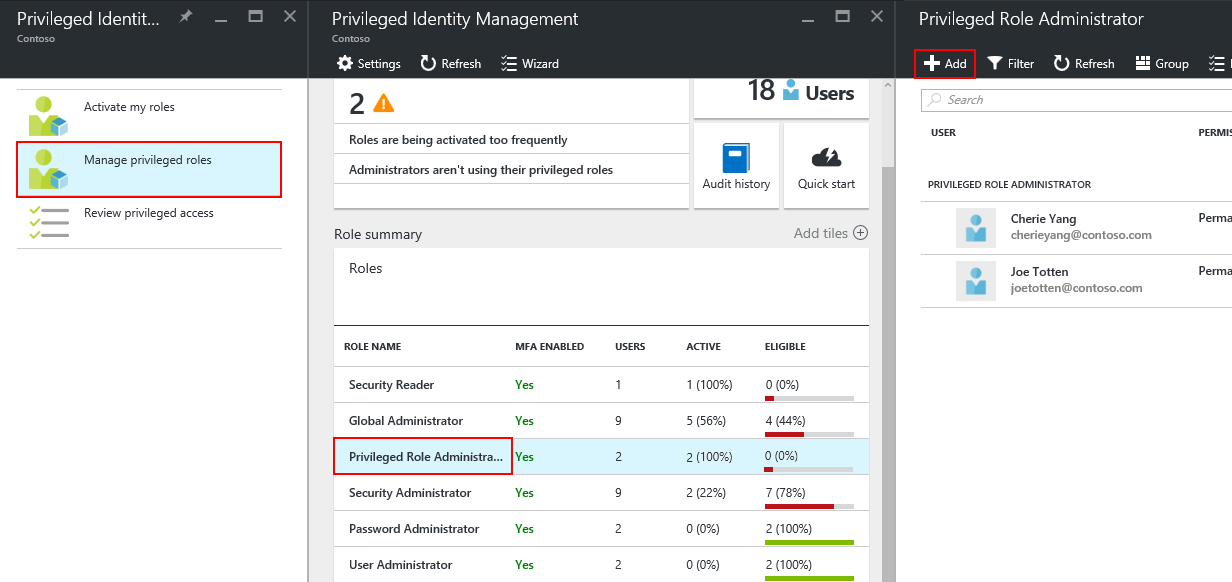 Privileged Identit...
Contoso
Activate my roles
Manage privileged roles
Review privileged access
Privileged Identity Management
Contoso
Settings Refresh Wizard
2
Roles are being activated too frequently
Administrators aren't using their privileged roles
18 Users
Audit history Quick start
Role summary Add tiles
Roles
ROLE NAME MFA ENABLED USERS ACTIVE ELIGIBLE
Security Reader Yes 1 1 (100%) 0 (0%)
Global Administrator Yes 9 5 (56%) 4 (44%)
Privileged Role Administra... Yes 2 2 (100%) 0 (0%)
Security Administrator Yes 9 2 (22%) 7 (78%)
Password Administrator Yes 2 0 (0%) 2 (100%)
User Administrator Yes 2 0 (0%) 2 (100%)
Privileged Role Administrator
Add Filter Refresh Group
Search
USER PERMIS
PRIVILEGED ROLE ADMINISTRATOR
Cherie Yang Perma
cherieyang@contoso.com
Joe Totten Perma
joetotten@contoso.com